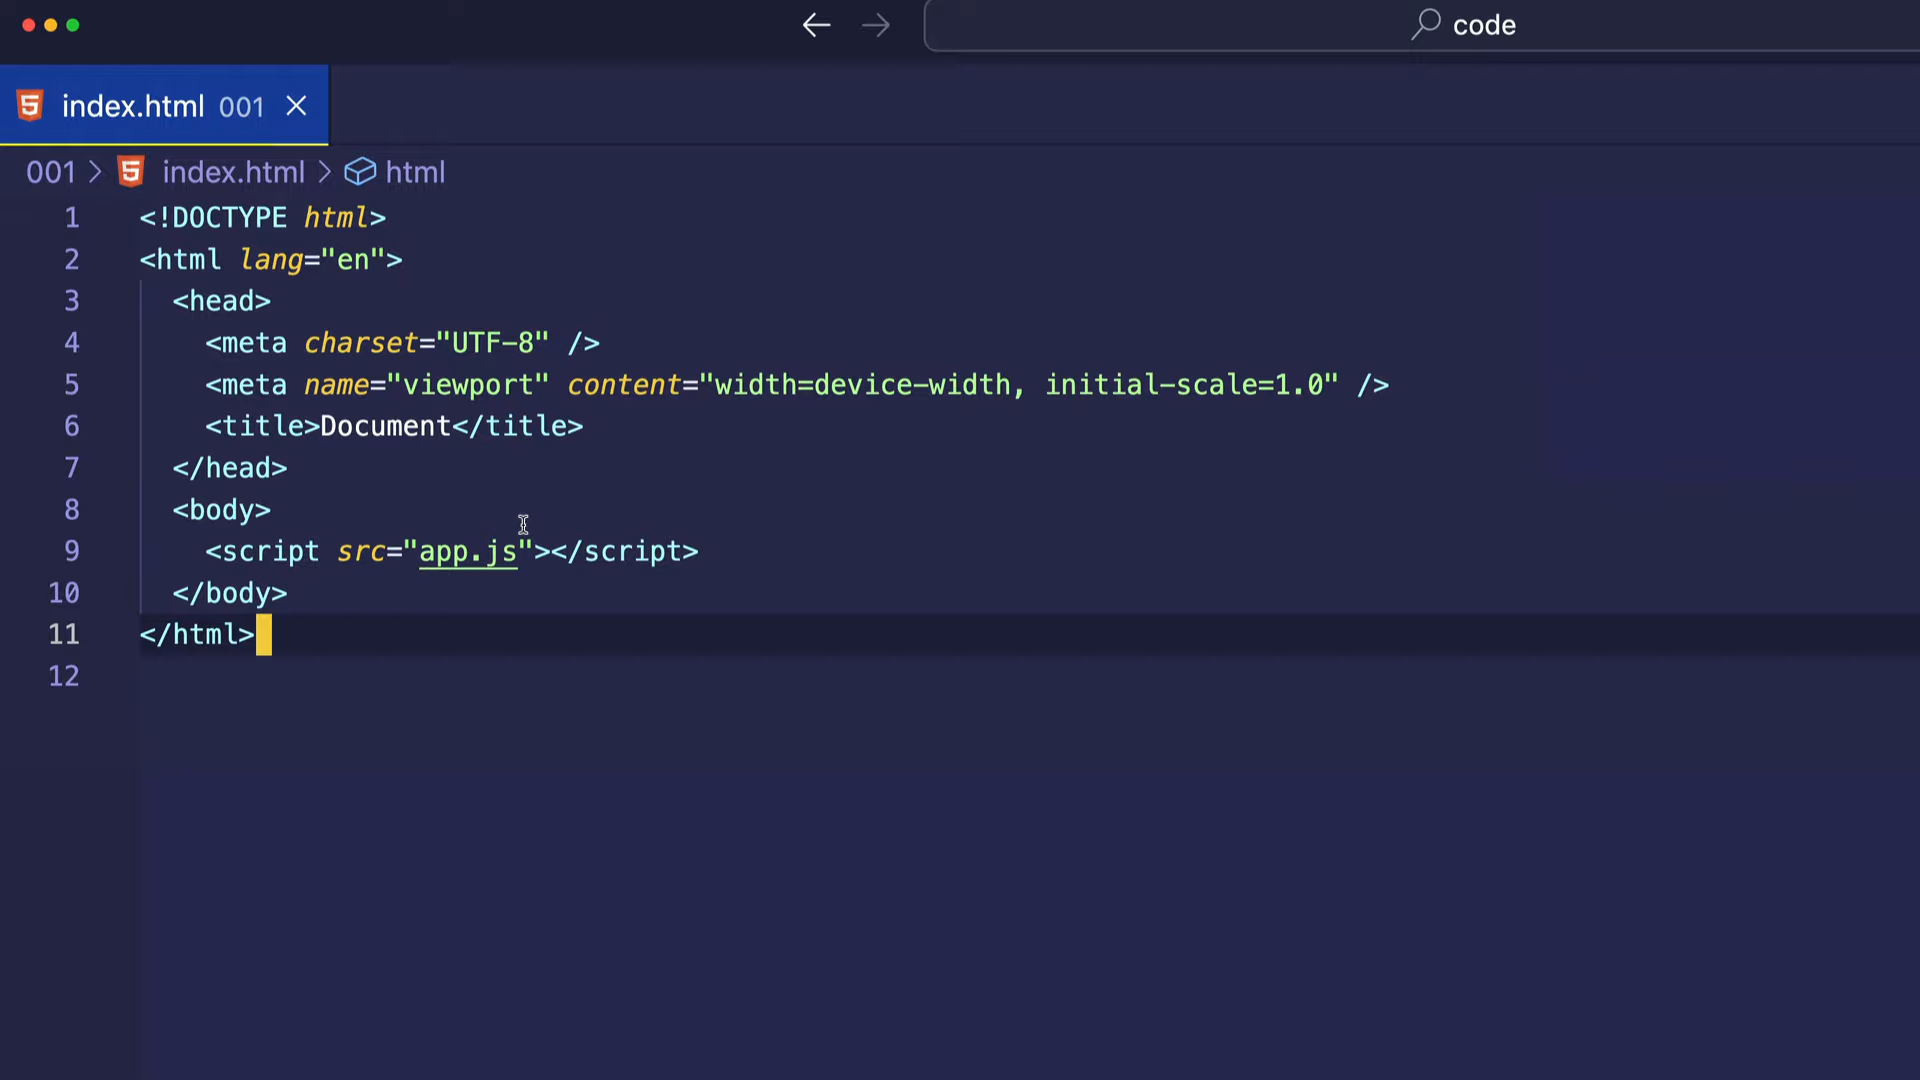 code
index.html 001
001 > index.html > html
1 <!DOCTYPE html>
2 <html lang="en">
3   <head>
4     <meta charset="UTF-8" />
5     <meta name="viewport" content="width=device-width, initial-scale=1.0" />
6     <title>Document</title>
7   </head>
8   <body>
9     <script src="app.js"></script>
10   </body>
11 </html>
12